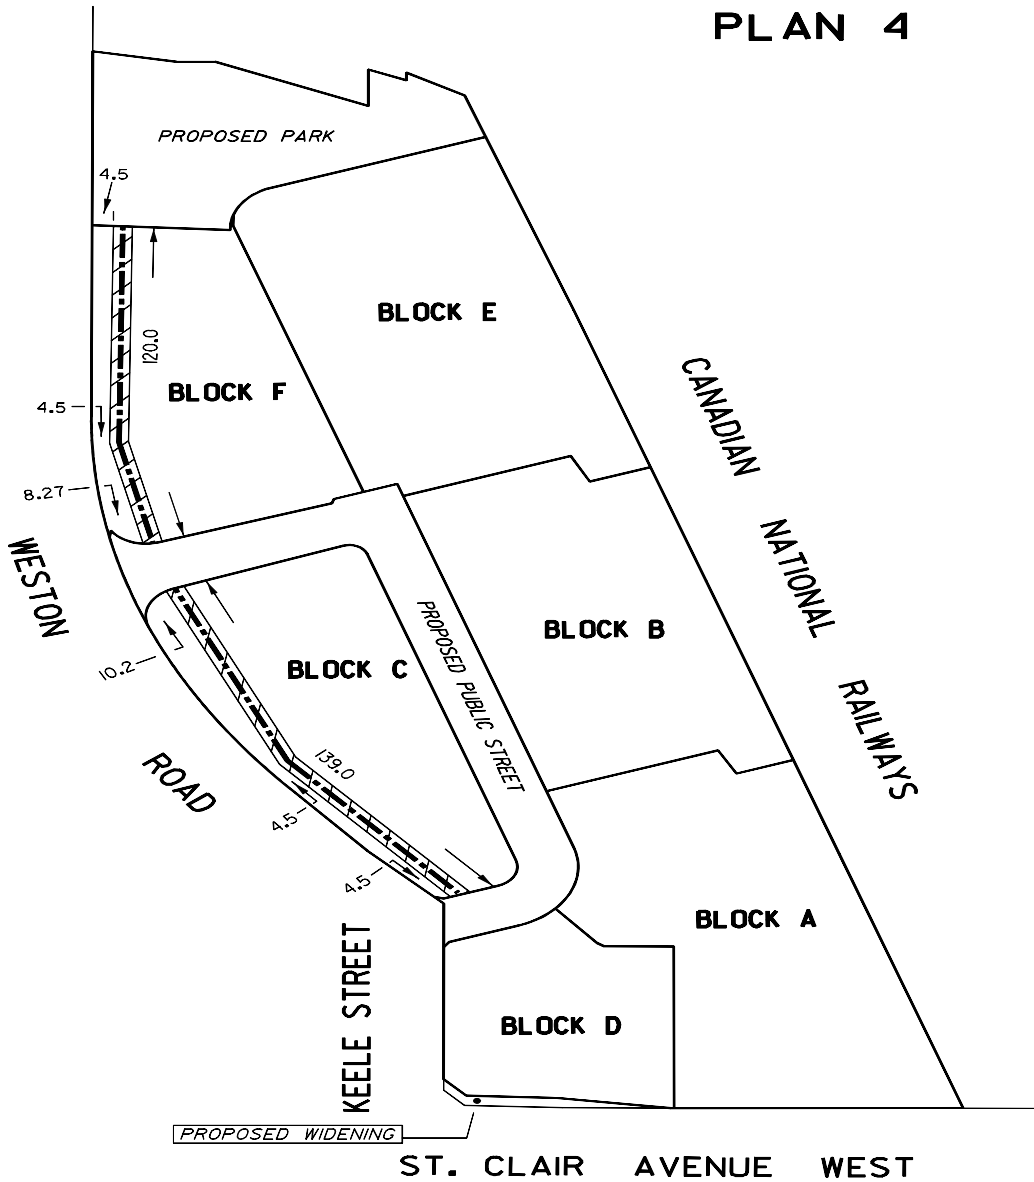 PLAN 4
PROPOSED PARK
4.5
BLOCK E
120.0
BLOCK F
4.5
8.27
CANADIAN NATIONAL RAILWAYS
WESTON ROAD
PROPOSED PUBLIC STREET
BLOCK B
10.2
BLOCK C
139.0
4.5
4.5
BLOCK A
KEELE STREET
BLOCK D
PROPOSED WIDENING
ST. CLAIR AVENUE WEST